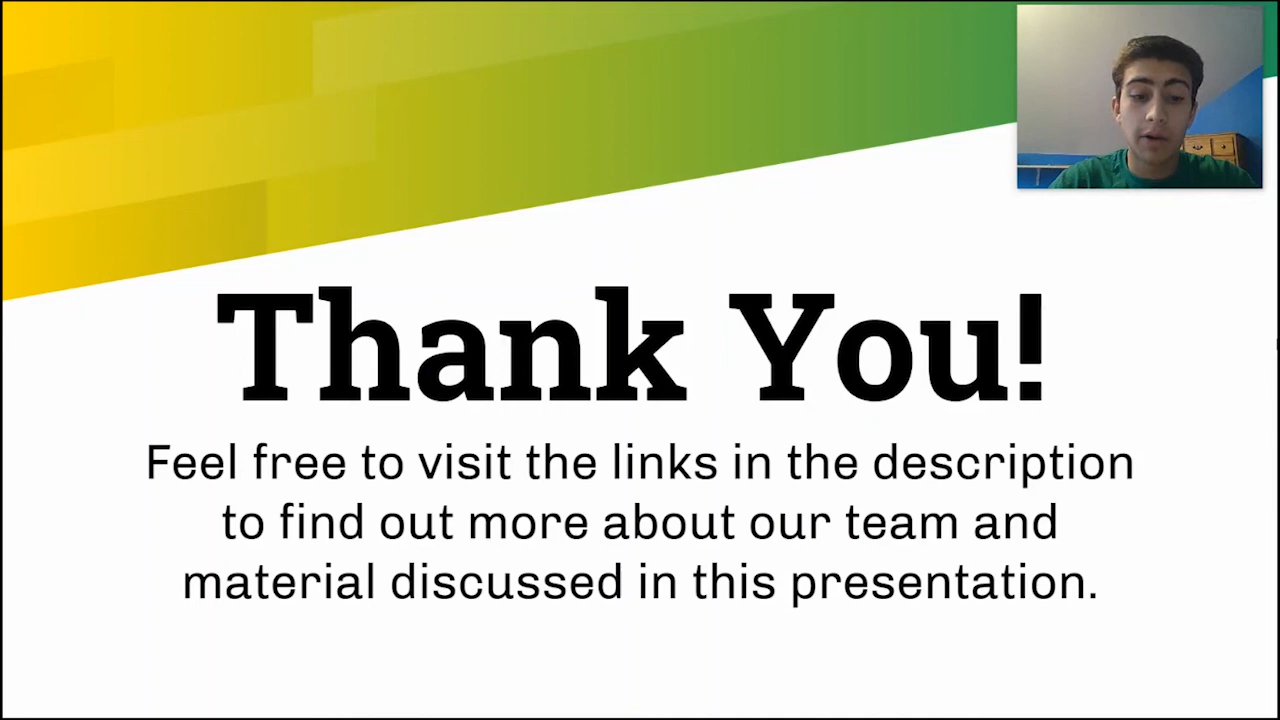 Thank You!
Feel free to visit the links in the description
to find out more about our team and
material discussed in this presentation.